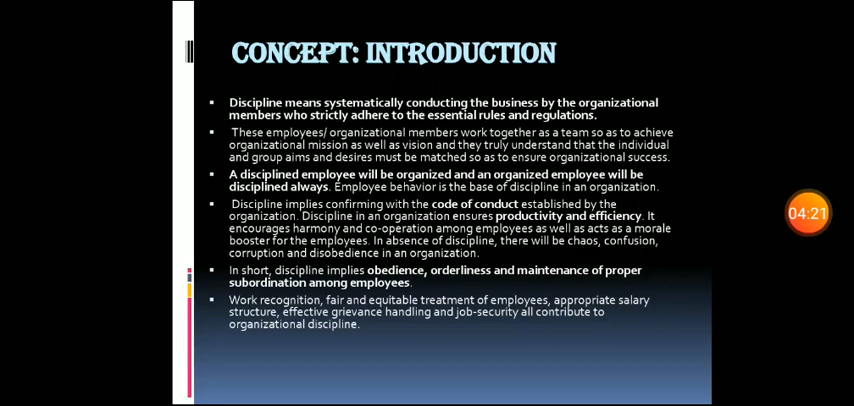 CONCEPT: INTRODUCTION
▪ Discipline means systematically conducting the business by the organizational
members who strictly adhere to the essential rules and regulations.
▪ These employees/ organizational members work together as a team so as to achieve
organizational mission as well as vision and they truly understand that the individual
and group aims and desires must be matched so as to ensure organizational success.
▪ A disciplined employee will be organized and an organized employee will be
disciplined always. Employee behavior is the base of discipline in an organization.
▪ Discipline implies confirming with the code of conduct established by the
organization. Discipline in an organization ensures productivity and efficiency. It
encourages harmony and co-operation among employees as well as acts as a morale
booster for the employees. In absence of discipline, there will be chaos, confusion,
corruption and disobedience in an organization.
▪ In short, discipline implies obedience, orderliness and maintenance of proper
subordination among employees.
▪ Work recognition, fair and equitable treatment of employees, appropriate salary
structure, effective grievance handling and job-security all contribute to
organizational discipline.
04:21